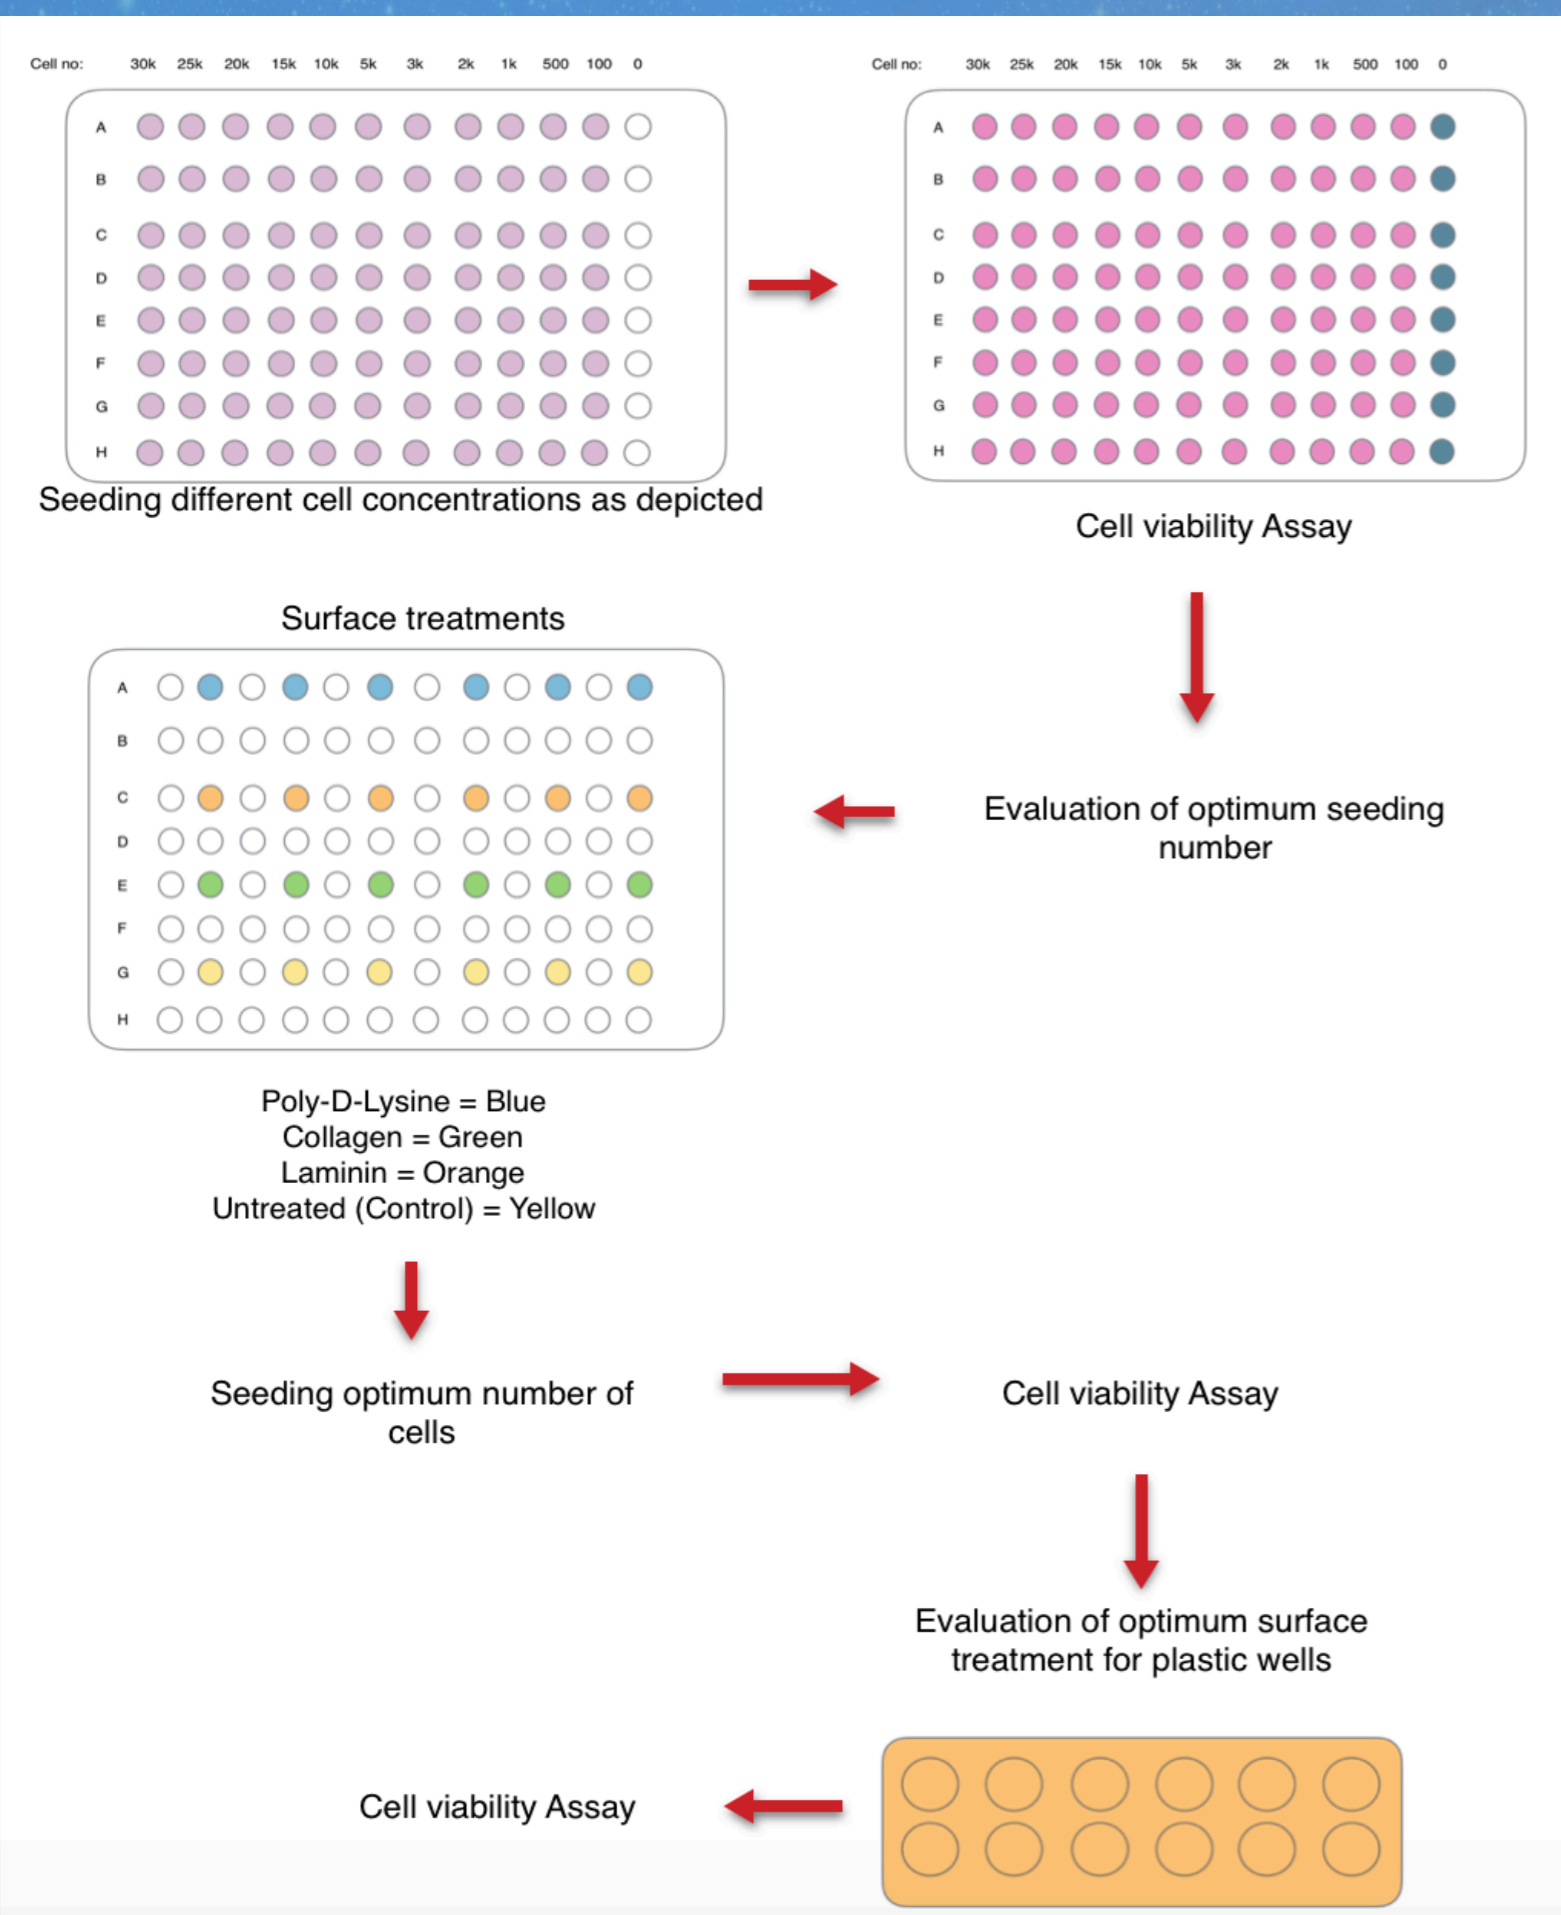 Cell no: 30k 25k 20k 15k 10k 5k 3k 2k 1k 500 100 0
A
B
C
D
E
F
G
H
Seeding different cell concentrations as depicted
Cell no: 30k 25k 20k 15k 10k 5k 3k 2k 1k 500 100 0
A
B
C
D
E
F
G
H
Cell viability Assay
Evaluation of optimum seeding
number
Surface treatments
A
B
C
D
E
F
G
H
Poly-D-Lysine = Blue
Collagen = Green
Laminin = Orange
Untreated (Control) = Yellow
Seeding optimum number of
cells
Cell viability Assay
Evaluation of optimum surface
treatment for plastic wells
Cell viability Assay